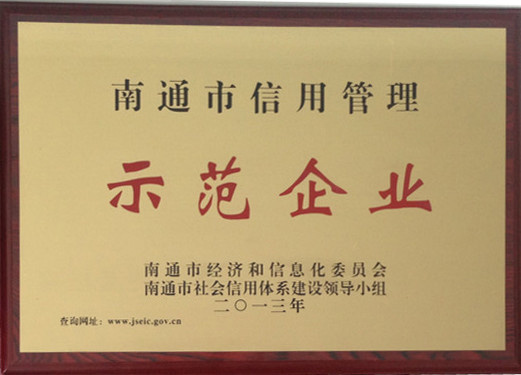 南通市信用管理
示范企业
南通市经济和信息化委员会
南通市社会信用体系建设领导小组
二〇一三年
查询网址：www.jseic.gov.cn